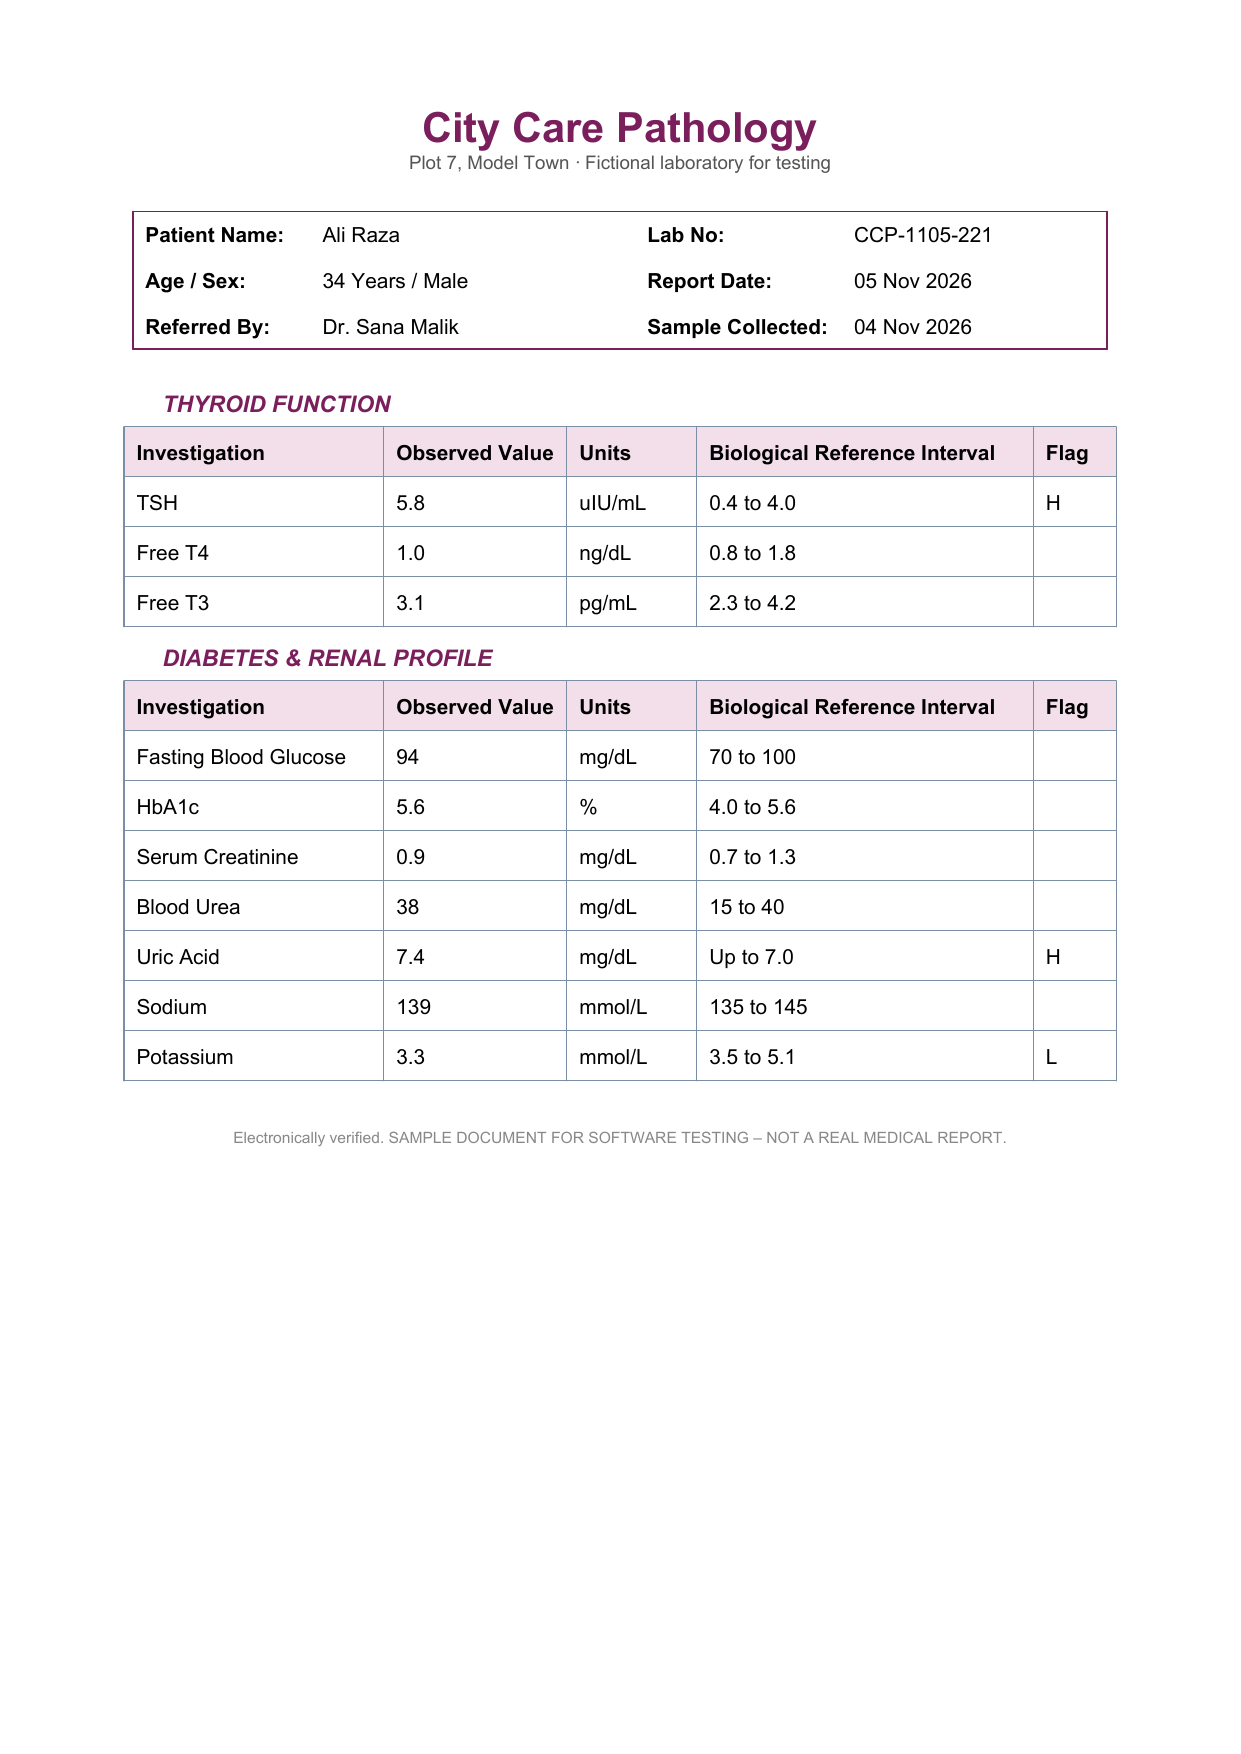 City Care Pathology
Plot 7, Model Town · Fictional laboratory for testing
Patient Name: Ali Raza Lab No: CCP-1105-221
Age / Sex: 34 Years / Male Report Date: 05 Nov 2026
Referred By: Dr. Sana Malik Sample Collected: 04 Nov 2026
THYROID FUNCTION
Investigation Observed Value Units Biological Reference Interval Flag
TSH 5.8 uIU/mL 0.4 to 4.0 H
Free T4 1.0 ng/dL 0.8 to 1.8
Free T3 3.1 pg/mL 2.3 to 4.2
DIABETES & RENAL PROFILE
Investigation Observed Value Units Biological Reference Interval Flag
Fasting Blood Glucose 94 mg/dL 70 to 100
HbA1c 5.6 % 4.0 to 5.6
Serum Creatinine 0.9 mg/dL 0.7 to 1.3
Blood Urea 38 mg/dL 15 to 40
Uric Acid 7.4 mg/dL Up to 7.0 H
Sodium 139 mmol/L 135 to 145
Potassium 3.3 mmol/L 3.5 to 5.1 L
Electronically verified. SAMPLE DOCUMENT FOR SOFTWARE TESTING – NOT A REAL MEDICAL REPORT.